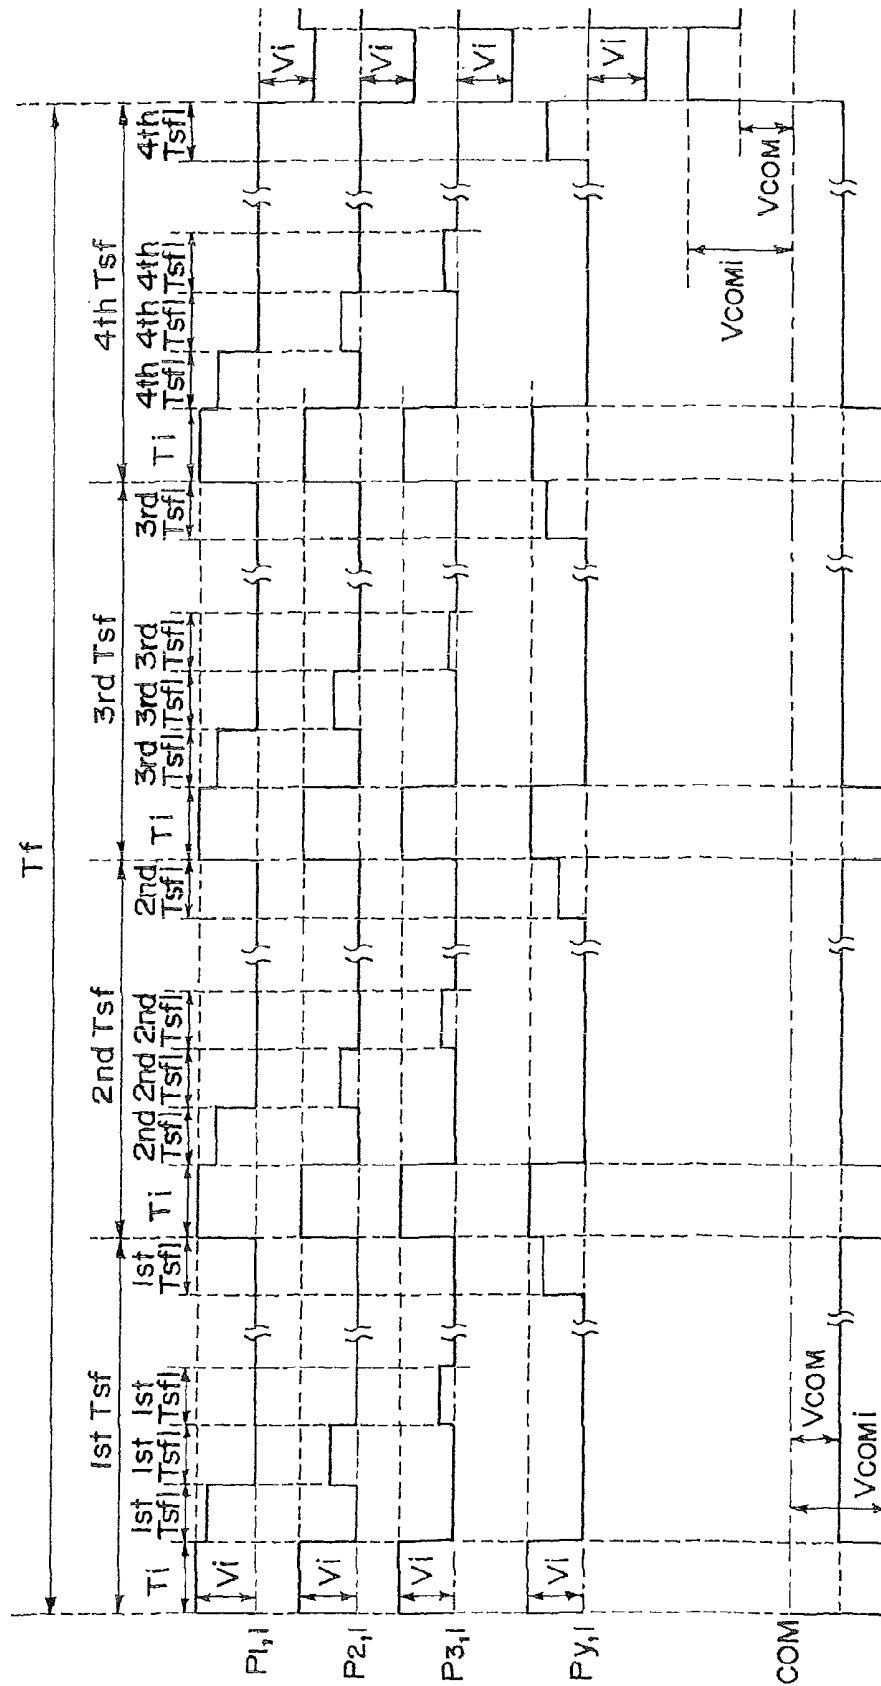 Tf
1st Tsf
2nd Tsf
3rd Tsf
4th Tsf
Ti
1st
Tsfl
1st
Tsfl
1st
Tsfl
1st
Tsfl
Ti
2nd
Tsfl
2nd
Tsfl
2nd
Tsfl
2nd
Tsfl
Ti
3rd
Tsfl
3rd
Tsfl
3rd
Tsfl
3rd
Tsfl
Ti
4th
Tsfl
4th
Tsfl
4th
Tsfl
4th
Tsfl
P1,1
Vi
Vi
P2,1
Vi
Vi
P3,1
Vi
Vi
Py,1
Vi
Vi
COM
VCOM
VCOMi
VCOMi
VCOM